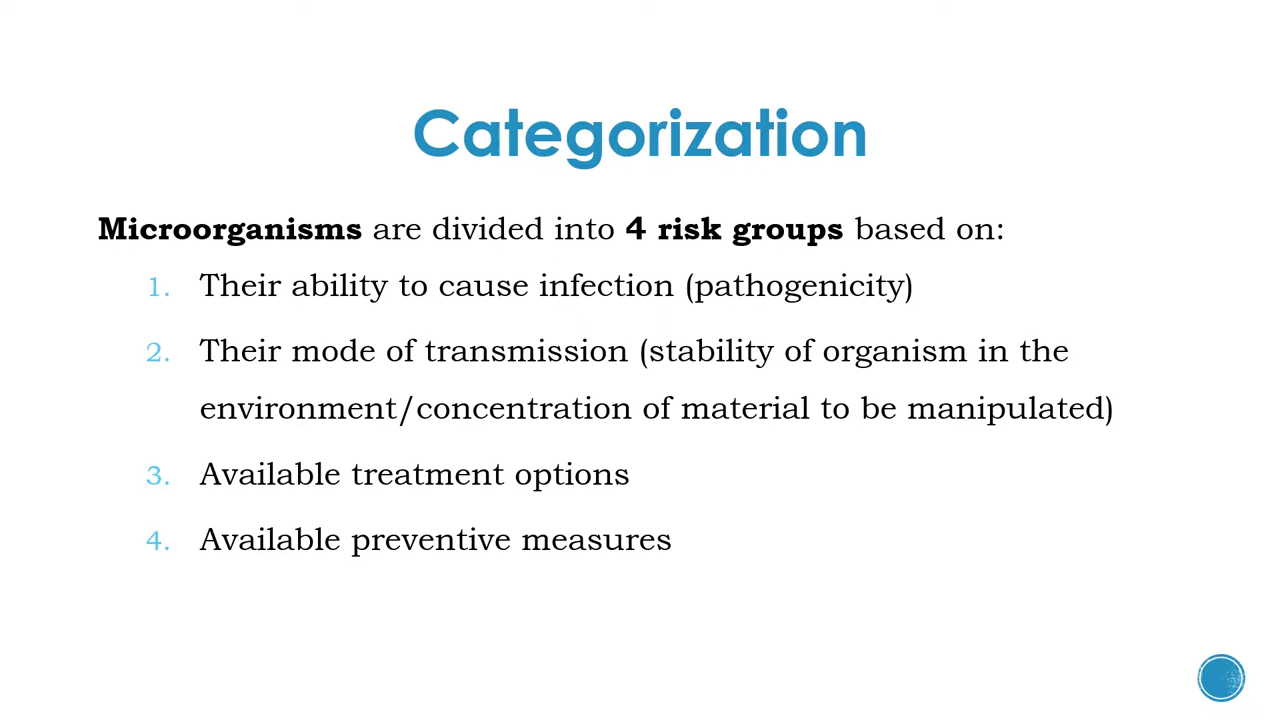 Categorization
Microorganisms are divided into 4 risk groups based on:
1. Their ability to cause infection (pathogenicity)
2. Their mode of transmission (stability of organism in the
environment/concentration of material to be manipulated)
3. Available treatment options
4. Available preventive measures